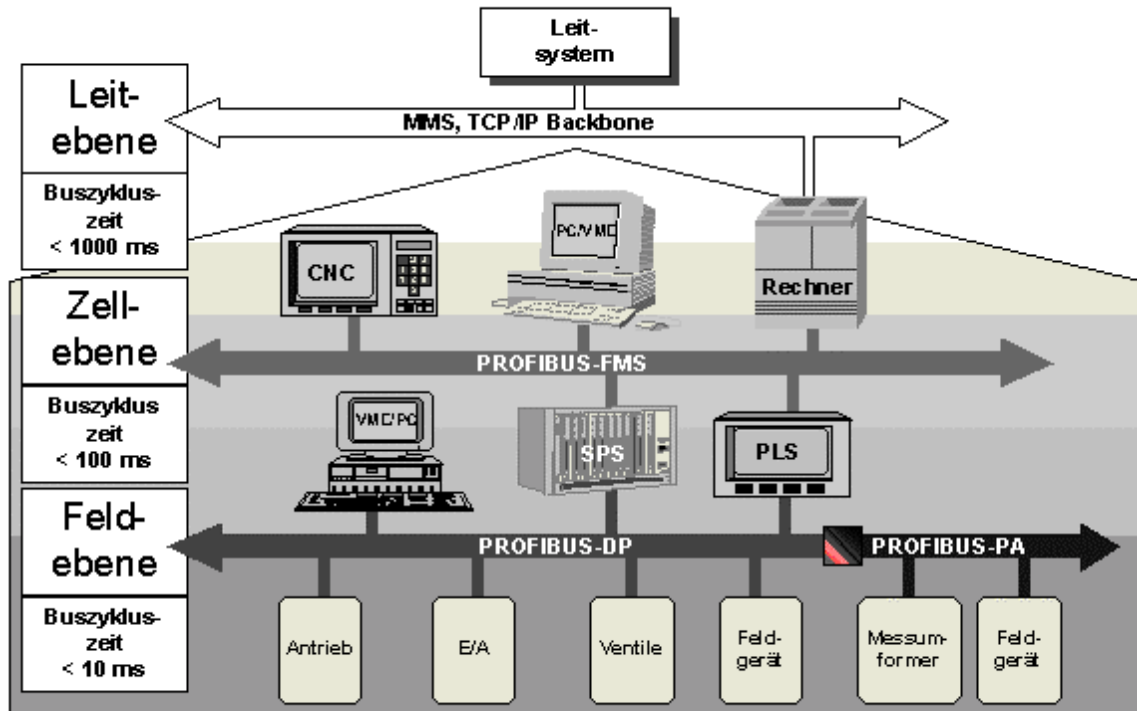 Leit-
system
Leit-
ebene
MMS, TCP/IP Backbone
Buszyklus-
zeit
< 1000 ms
CNC
PC/VME
Rechner
Zell-
ebene
PROFIBUS-FMS
Buszyklus
zeit
< 100 ms
VME/PC
SPS
PLS
Feld-
ebene
PROFIBUS-DP
PROFIBUS-PA
Buszyklus-
zeit
< 10 ms
Antrieb
E/A
Ventile
Feld-
gerät
Messum-
former
Feld-
gerät